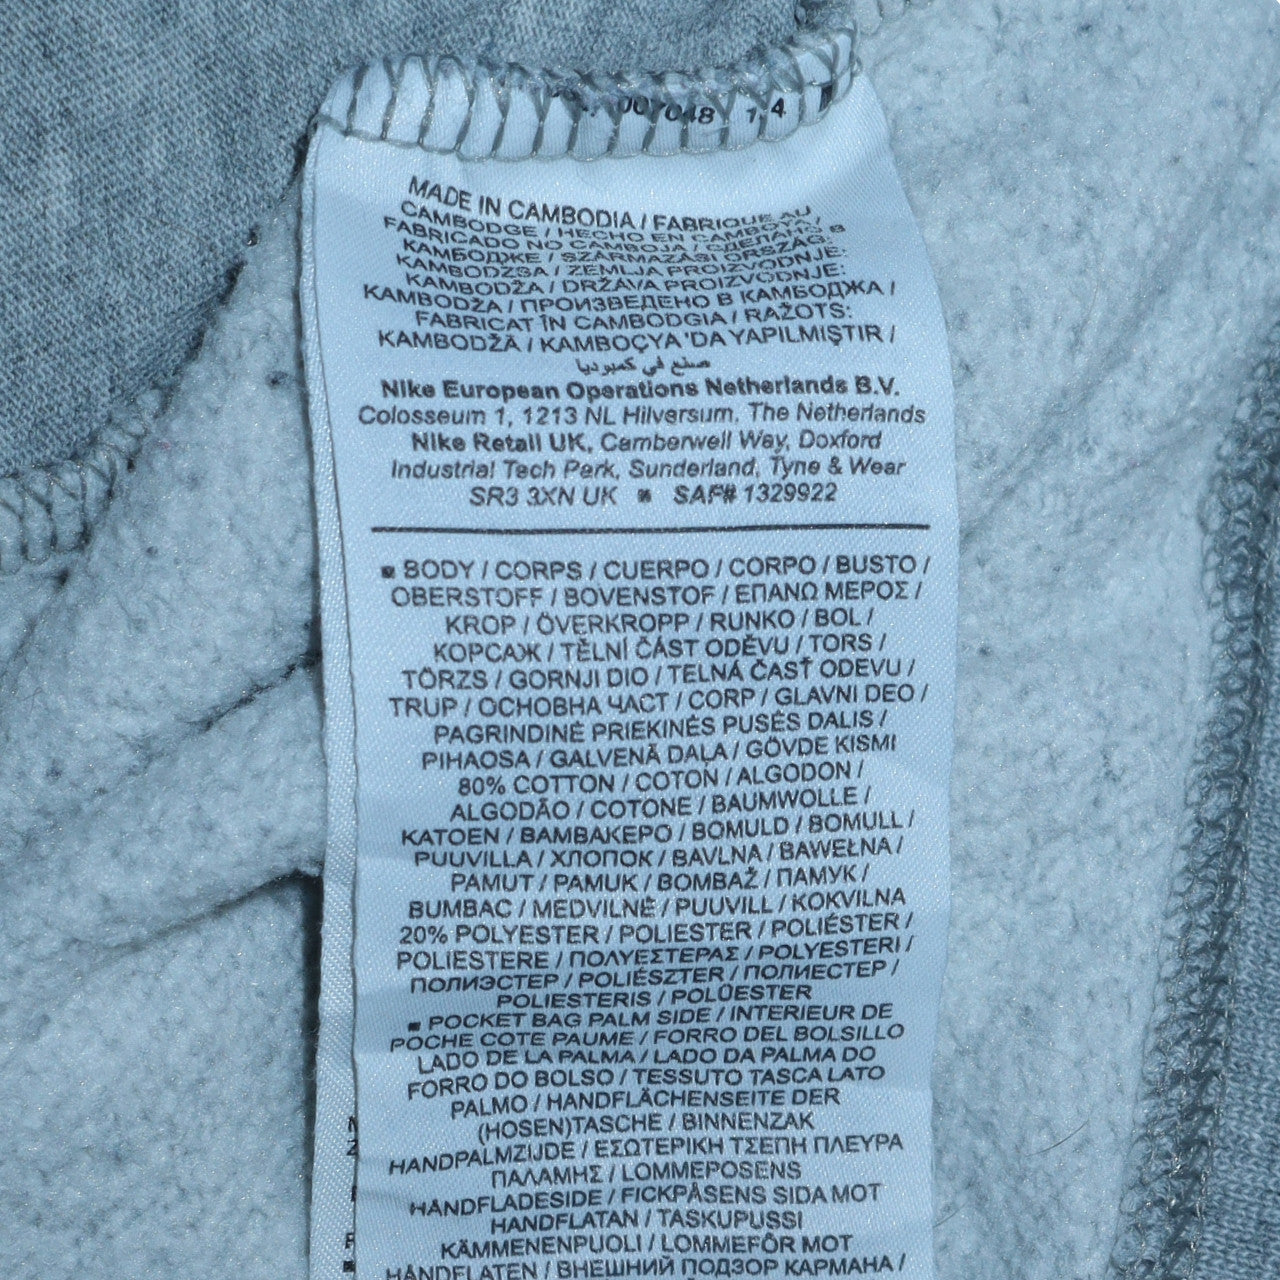 007048 1,4
MADE IN CAMBODIA / FABRIQUE AU
CAMBODGE / HECHO EN CAMBOYA /
FABRICADO NO CAMBOJA / СДЕЛАНО В
КАМБОДЖЕ / SZÁRMAZÁSI ORSZÁG:
KAMBODZSA / ZEMLJA PROIZVODNJE:
KAMBODŽA / DRŽAVA PROIZVODNJE:
KAMBODŽA / ПРОИЗВЕДЕНО В КАМБОДЖА /
FABRICAT ÎN CAMBODGIA / RAŽOTS:
KAMBODŽĀ / KAMBOÇYA'DA YAPILMIŞTIR /
صنع في كمبوديا
Nike European Operations Netherlands B.V.
Colosseum 1, 1213 NL Hilversum, The Netherlands
Nike Retail UK, Camberwell Way, Doxford
Industrial Tech Park, Sunderland, Tyne & Wear
SR3 3XN UK ■ SAF# 1329922
■ BODY / CORPS / CUERPO / CORPO / BUSTO /
OBERSTOFF / BOVENSTOF / ΕΠΑΝΩ ΜΕΡΟΣ /
KROP / ÖVERKROPP / RUNKO / BOL /
КОРСАЖ / TĚLNÍ ČÁST ODĚVU / TORS /
TÖRZS / GORNJI DIO / TELNÁ ČASŤ ODEVU /
TRUP / ОСНОВНА ЧАСТ / CORP / GLAVNI DEO /
PAGRINDINĖ PRIEKINĖS PUSĖS DALIS /
PIHAOSA / GALVENĀ DAĻA / GÖVDE KISMI
80% COTTON / COTON / ALGODON /
ALGODÃO / COTONE / BAUMWOLLE /
KATOEN / ΒΑΜΒΑΚΕΡΟ / BOMULD / BOMULL /
PUUVILLA / ХЛОПОК / BAVLNA / BAWEŁNA /
PAMUT / PAMUK / BOMBAŽ / ПАМУК /
BUMBAC / MEDVILNĖ / PUUVILL / KOKVILNA
20% POLYESTER / POLIESTER / POLIÉSTER /
POLIESTERE / ΠΟΛΥΕΣΤΕΡΑΣ / POLYESTERI /
ПОЛИЭСТЕР / POLIÉSZTER / ПОЛИЕСТЕР /
POLIESTERIS / POLÜESTER
■ POCKET BAG PALM SIDE / INTERIEUR DE
POCHE COTE PAUME / FORRO DEL BOLSILLO
LADO DE LA PALMA / LADO DA PALMA DO
FORRO DO BOLSO / TESSUTO TASCA LATO
PALMO / HANDFLÄCHENSEITE DER
(HOSEN)TASCHE / BINNENZAK
HANDPALMZIJDE / ΕΣΩΤΕΡΙΚΗ ΤΣΕΠΗ ΠΛΕΥΡΑ
ΠΑΛΑΜΗΣ / LOMMEPOSENS
HÅNDFLADESIDE / FICKPÅSENS SIDA MOT
HANDFLATAN / TASKUPUSSI
KÄMMENENPUOLI / LOMMEFÔR MOT
HÅNDFLATEN / ВНЕШНИЙ ПОДЗОР КАРМАНА /